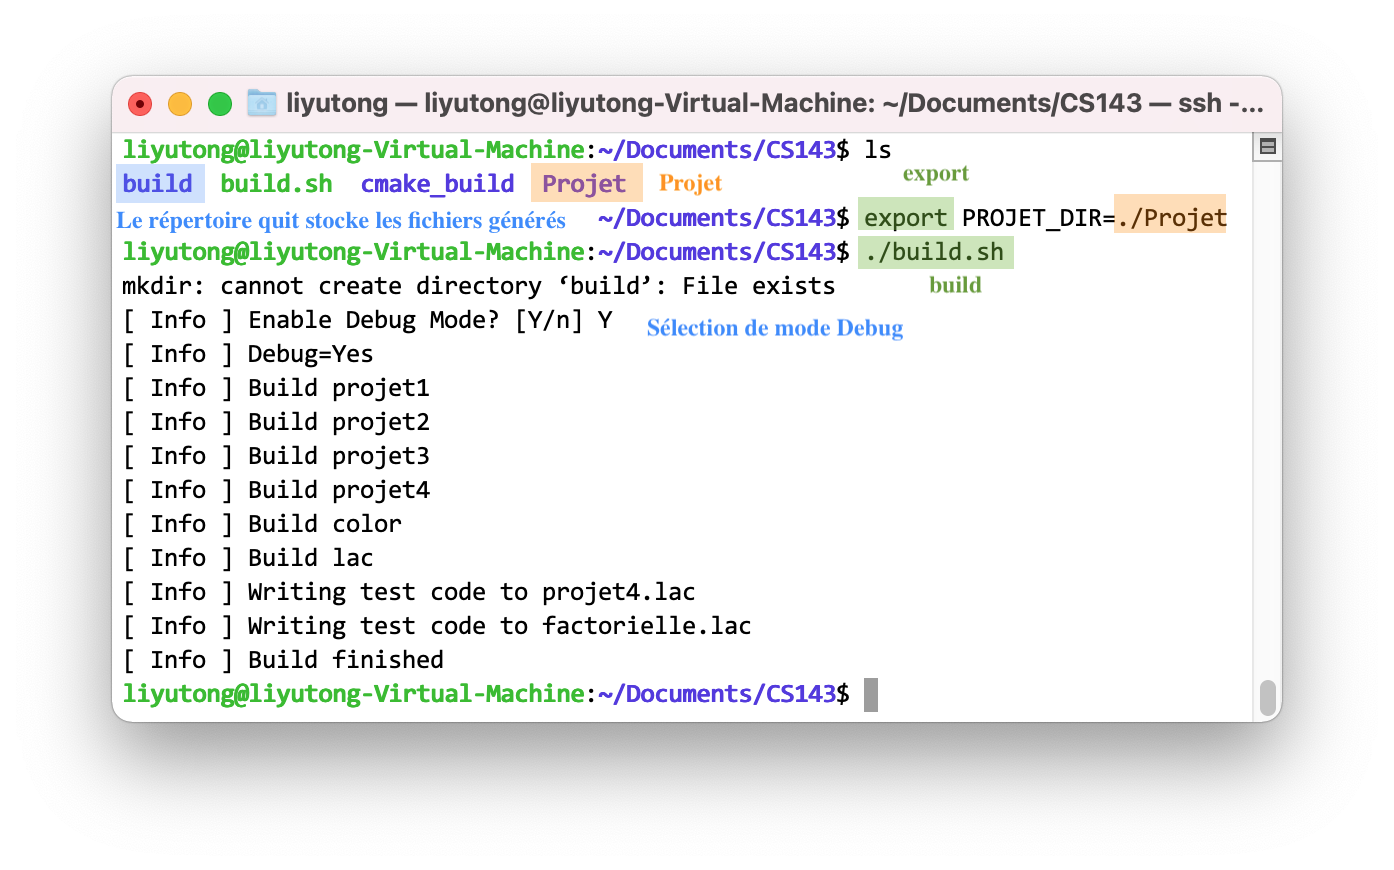 liyutong — liyutong@liyutong-Virtual-Machine: ~/Documents/CS143 — ssh -...
liyutong@liyutong-Virtual-Machine:~/Documents/CS143$ ls
export
build build.sh cmake_build Projet Projet
Le répertoire quit stocke les fichiers générés ~/Documents/CS143$ export PROJET_DIR=./Projet
liyutong@liyutong-Virtual-Machine:~/Documents/CS143$ ./build.sh
mkdir: cannot create directory ‘build’: File exists
build
[ Info ] Enable Debug Mode? [Y/n] Y Sélection de mode Debug
[ Info ] Debug=Yes
[ Info ] Build projet1
[ Info ] Build projet2
[ Info ] Build projet3
[ Info ] Build projet4
[ Info ] Build color
[ Info ] Build lac
[ Info ] Writing test code to projet4.lac
[ Info ] Writing test code to factorielle.lac
[ Info ] Build finished
liyutong@liyutong-Virtual-Machine:~/Documents/CS143$